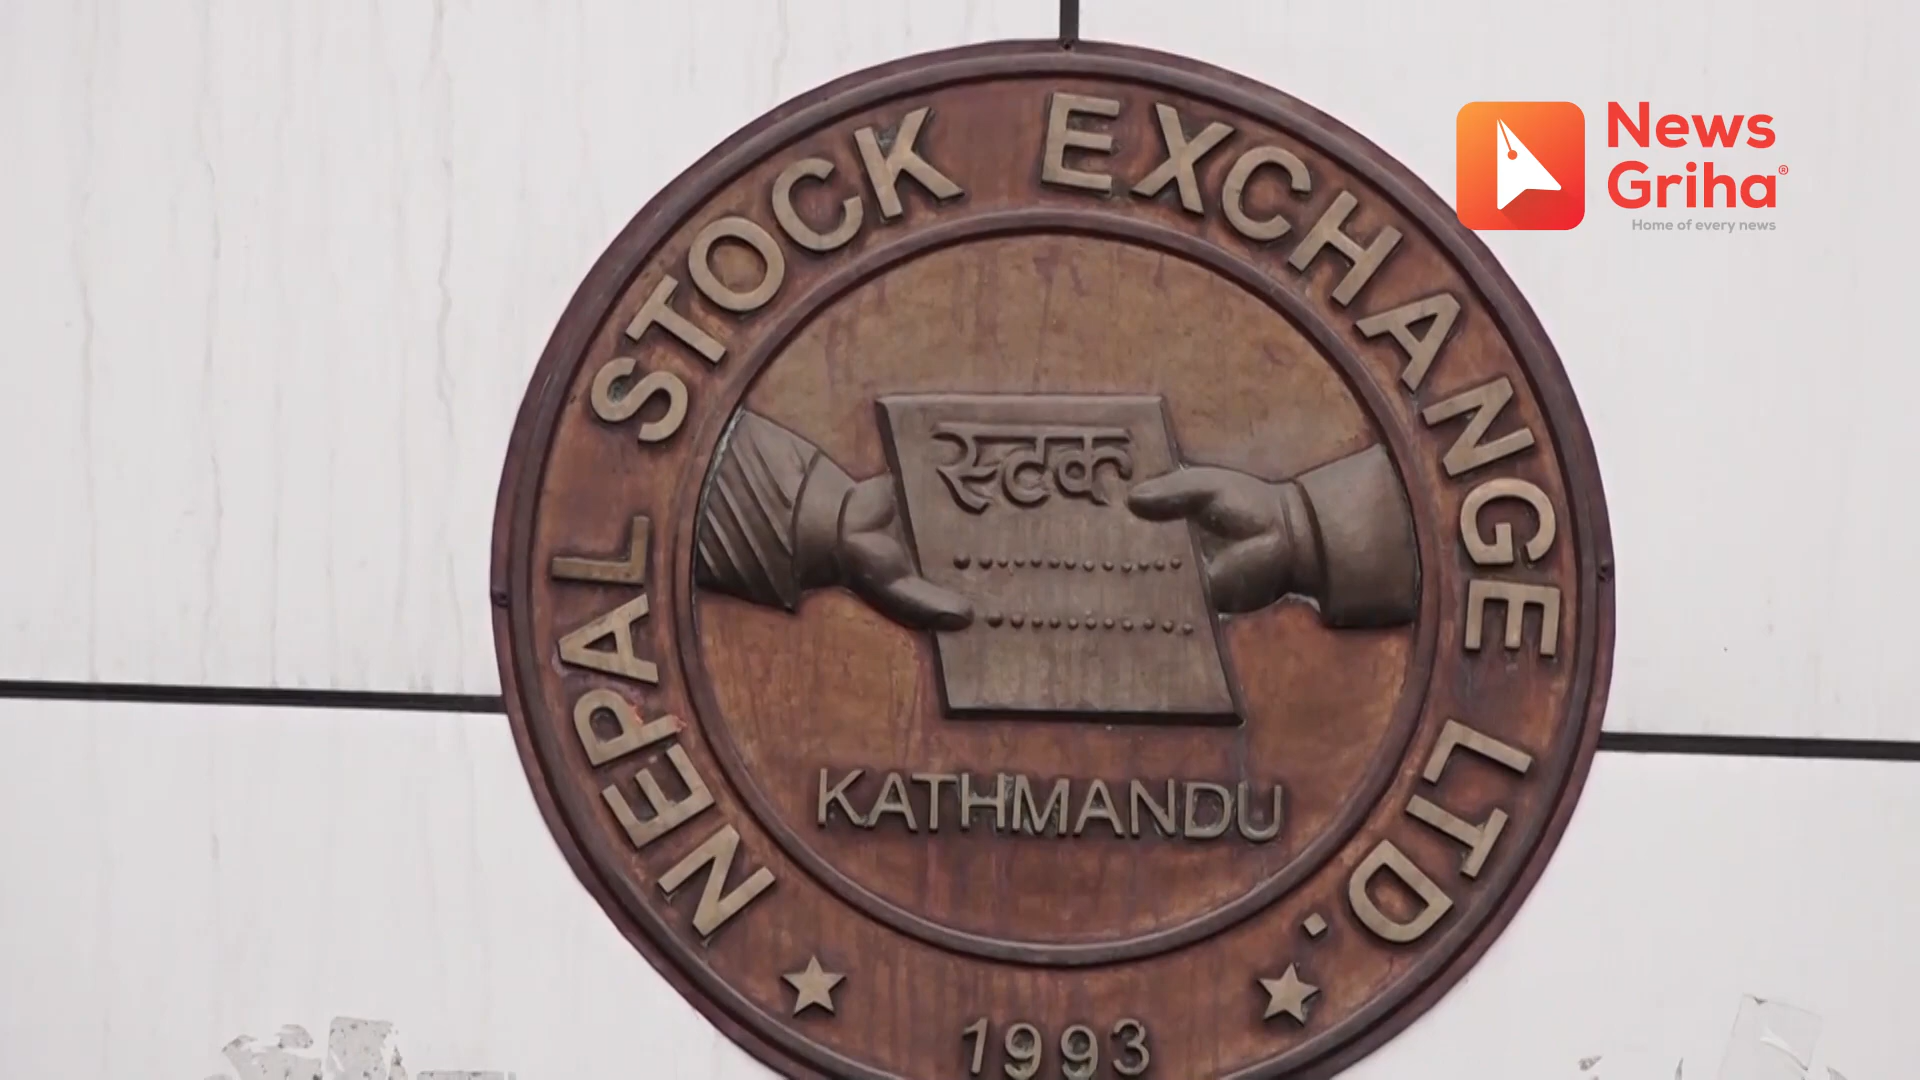 NEPAL STOCK EXCHANGE LTD.
स्टक
KATHMANDU
1993
News
Griha®
Home of every news